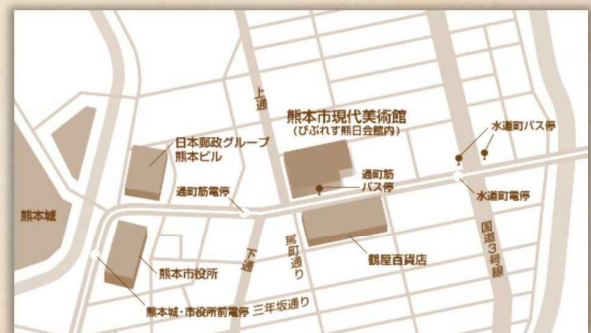 上通
熊本市現代美術館
(びぷれす熊日会館内)
水道町バス停
日本郵政グループ
熊本ビル
通町筋
バス停
通町筋電停
水道町電停
熊本城
国道3号線
下通
駕町通り
鶴屋百貨店
熊本市役所
三年坂通り
熊本城・市役所前電停